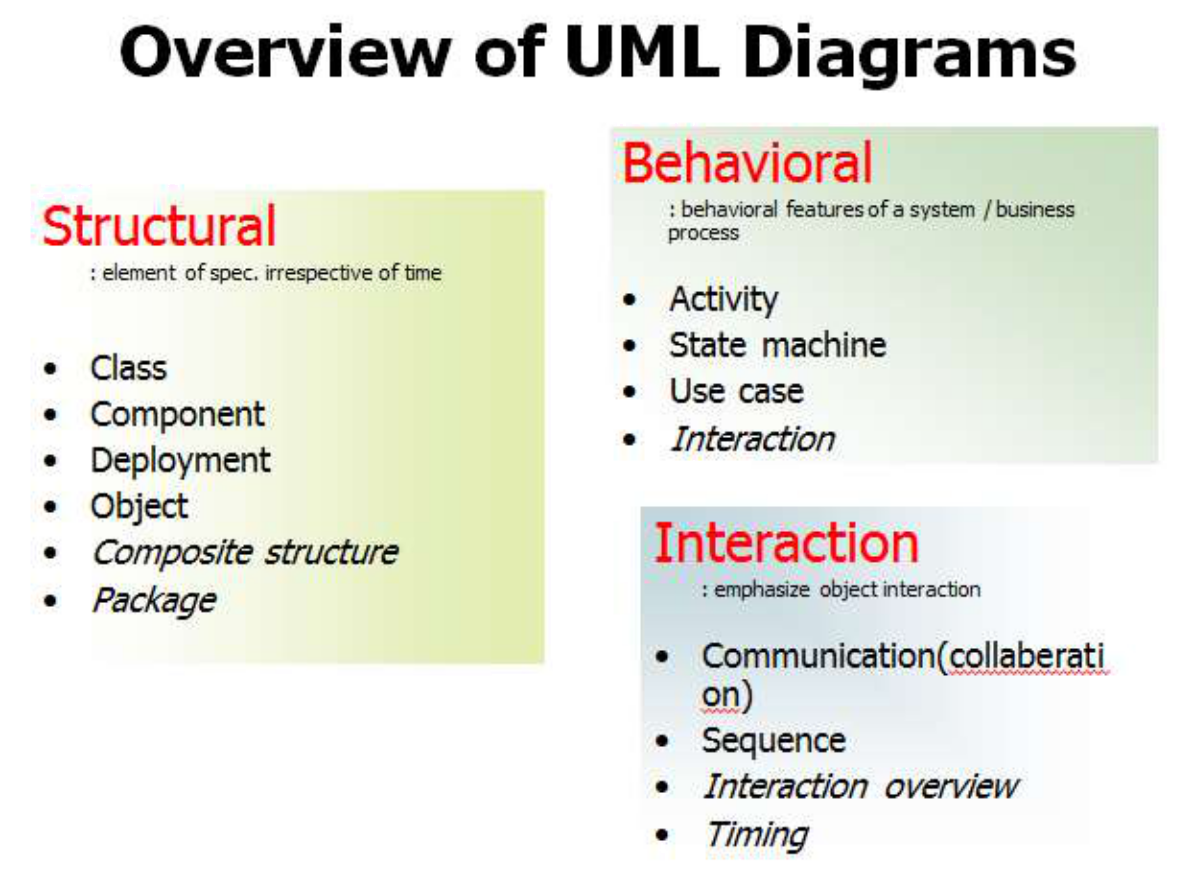 Overview of UML Diagrams
Structural
: element of spec. irrespective of time
• Class
• Component
• Deployment
• Object
• Composite structure
• Package
Behavioral
: behavioral features of a system / business
process
• Activity
• State machine
• Use case
• Interaction
Interaction
: emphasize object interaction
• Communication(collaberati
on)
• Sequence
• Interaction overview
• Timing